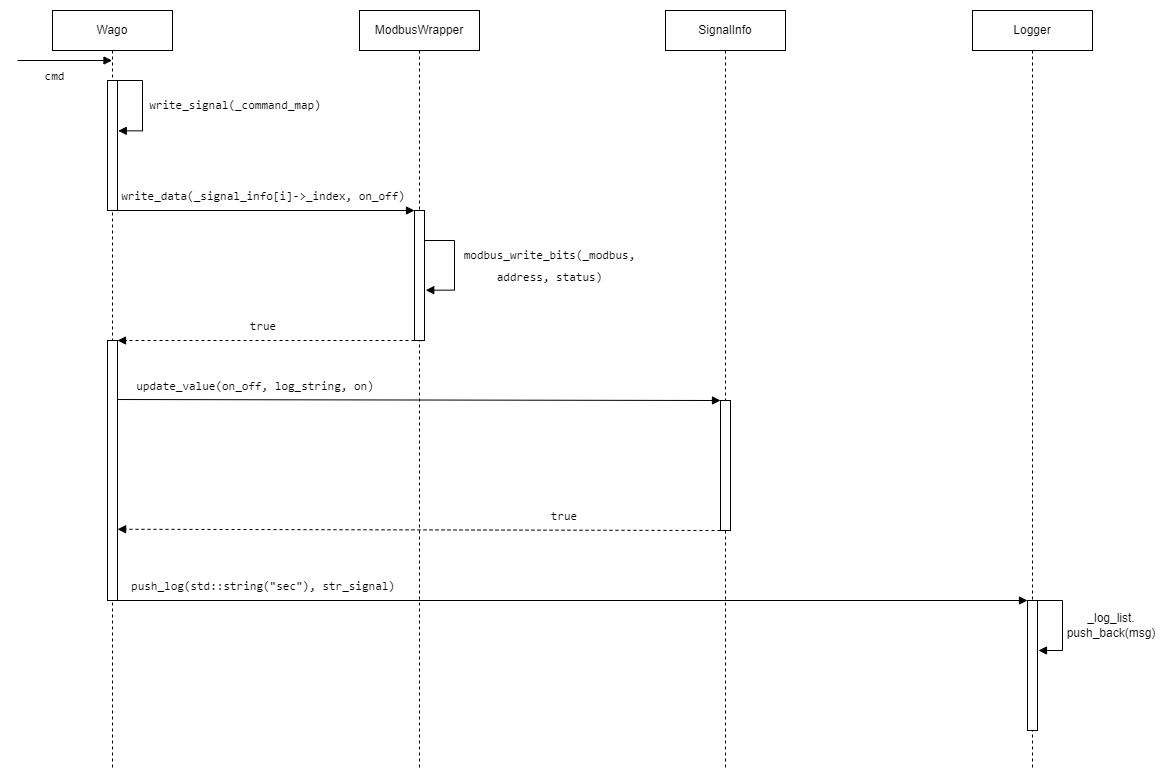 Wago
ModbusWrapper
SignalInfo
Logger
cmd
write_signal(_command_map)
write_data(_signal_info[i]->_index, on_off)
modbus_write_bits(_modbus,
address, status)
true
update_value(on_off, log_string, on)
true
push_log(std::string("sec"), str_signal)
_log_list.
push_back(msg)